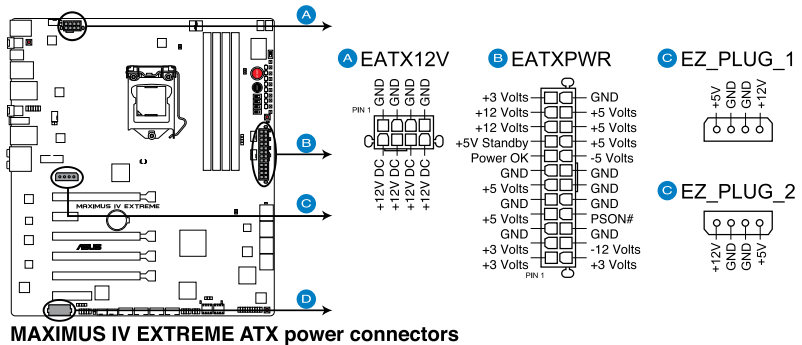 A
B
C
D
MAXIMUS IV EXTREME
ASUS
A EATX12V
GND GND GND GND
PIN 1
+12V DC +12V DC +12V DC +12V DC
B EATXPWR
+3 Volts GND
+12 Volts +5 Volts
+12 Volts +5 Volts
+5V Standby +5 Volts
Power OK -5 Volts
GND GND
+5 Volts GND
GND GND
+5 Volts PSON#
GND GND
+3 Volts -12 Volts
+3 Volts +3 Volts
PIN 1
C EZ_PLUG_1
+5V GND GND +12V
C EZ_PLUG_2
+12V GND GND +5V
MAXIMUS IV EXTREME ATX power connectors